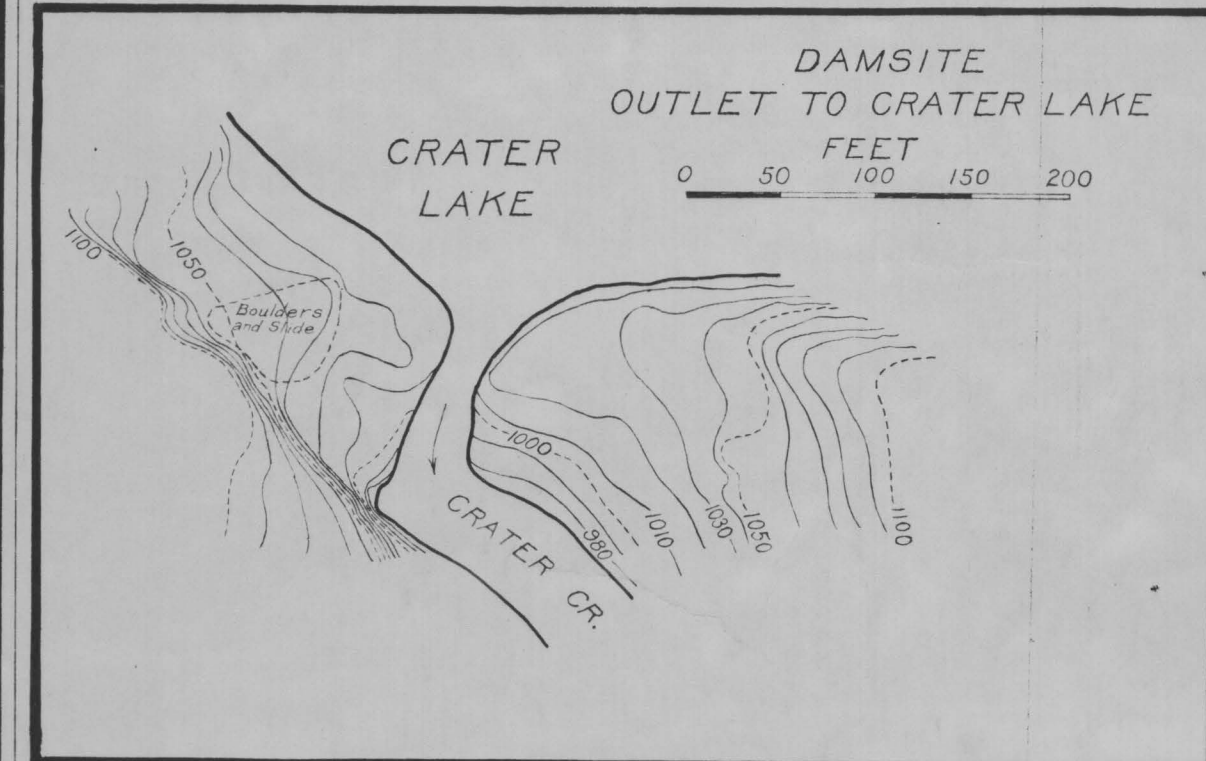 DAMSITE
OUTLET TO CRATER LAKE
FEET
0 50 100 150 200
CRATER
LAKE
1100
1050
Boulders
and Slide
1000
980
1010
1030
1050
1100
CRATER CR.